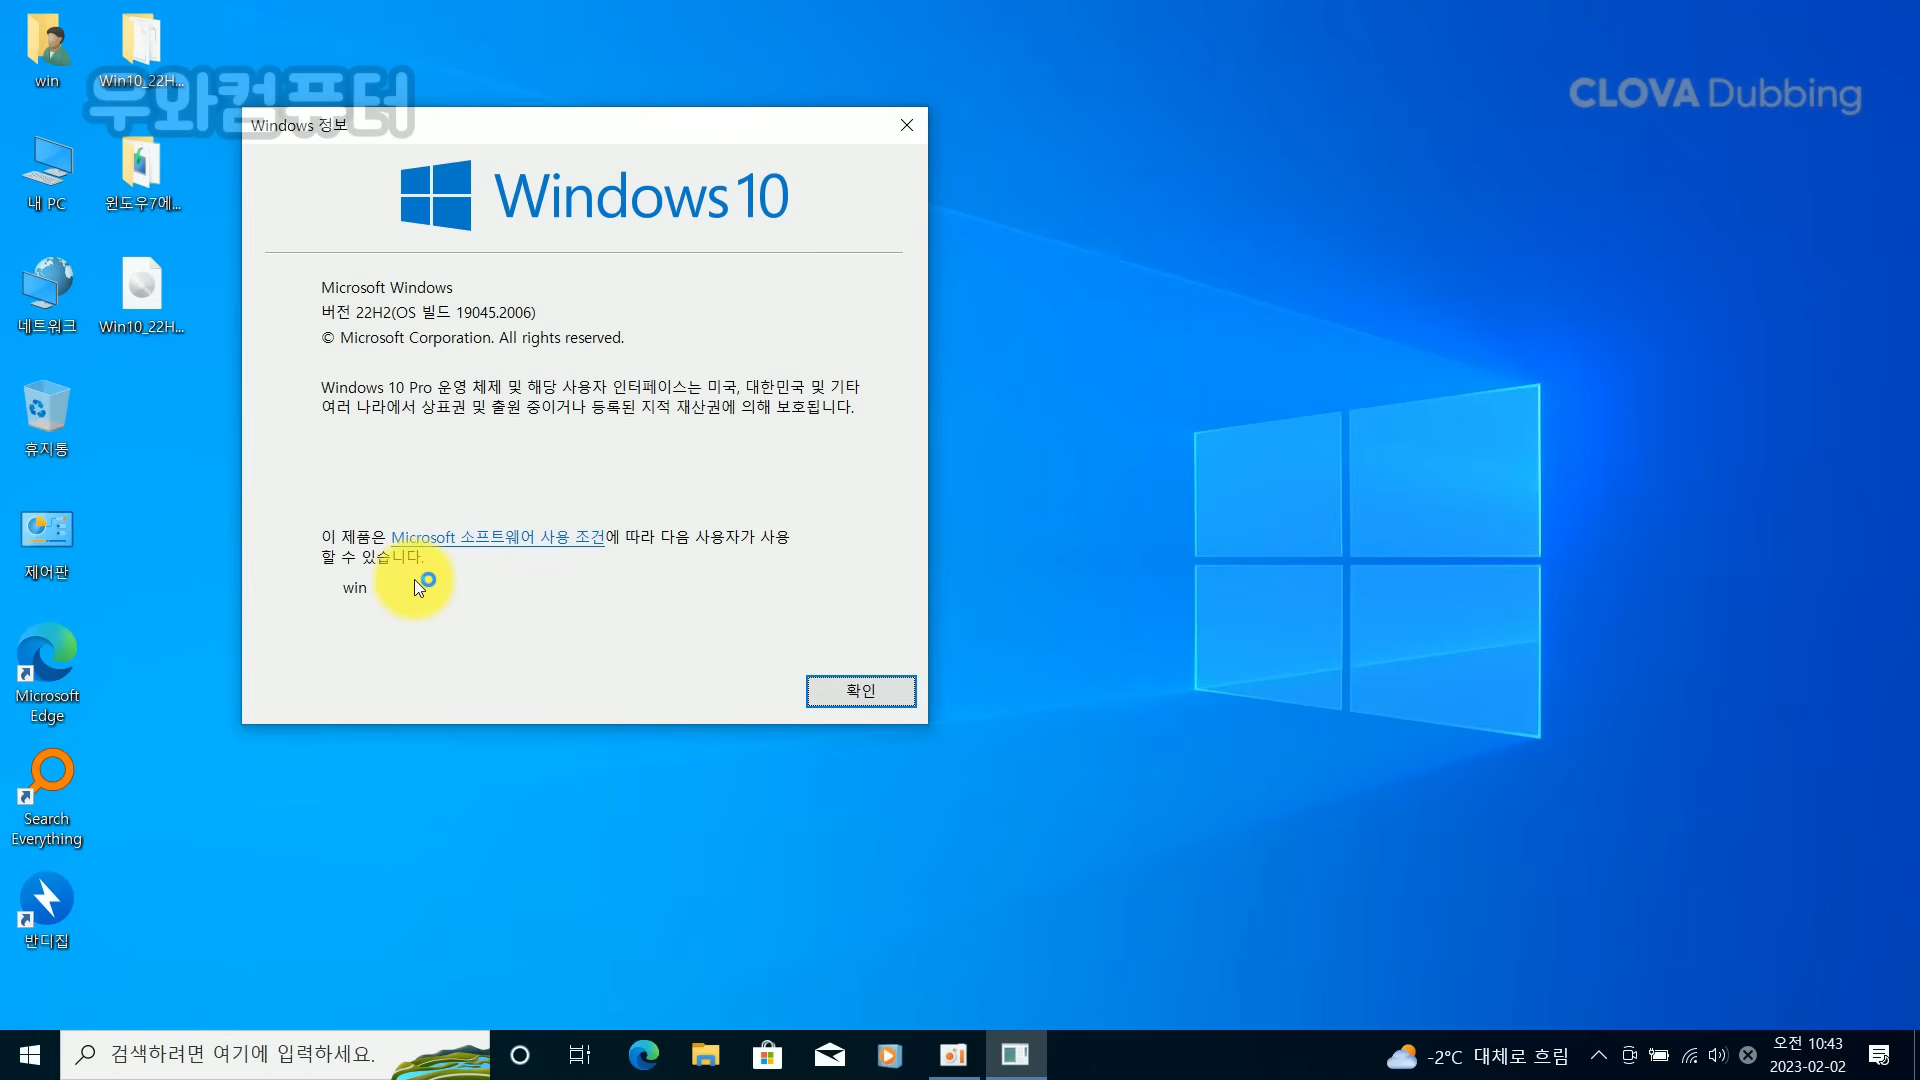 win
Win10_22H...
우와컴퓨터
CLOVA Dubbing
Windows 정보
내 PC
윈도우7에...
Windows 10
네트워크
Win10_22H...
Microsoft Windows
버전 22H2(OS 빌드 19045.2006)
© Microsoft Corporation. All rights reserved.
Windows 10 Pro 운영 체제 및 해당 사용자 인터페이스는 미국, 대한민국 및 기타
여러 나라에서 상표권 및 출원 중이거나 등록된 지적 재산권에 의해 보호됩니다.
휴지통
이 제품은 Microsoft 소프트웨어 사용 조건에 따라 다음 사용자가 사용
할 수 있습니다.
win
제어판
확인
Microsoft
Edge
Search
Everything
반디집
검색하려면 여기에 입력하세요.
-2°C 대체로 흐림
오전 10:43
2023-02-02